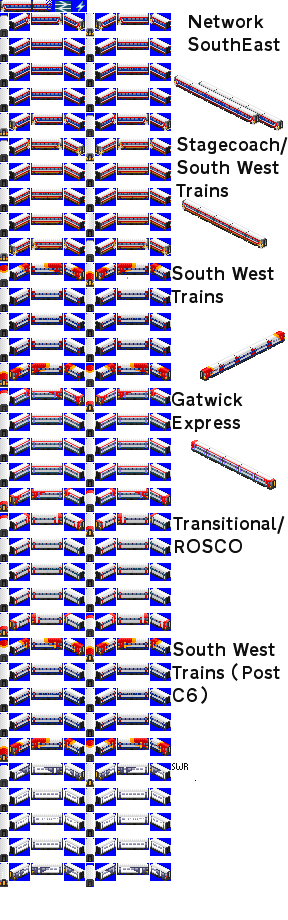 Network
SouthEast
Stagecoach/
South West
Trains
South West
Trains
Gatwick
Express
Transitional/
ROSCO
South West
Trains (Post
C6)
SWR